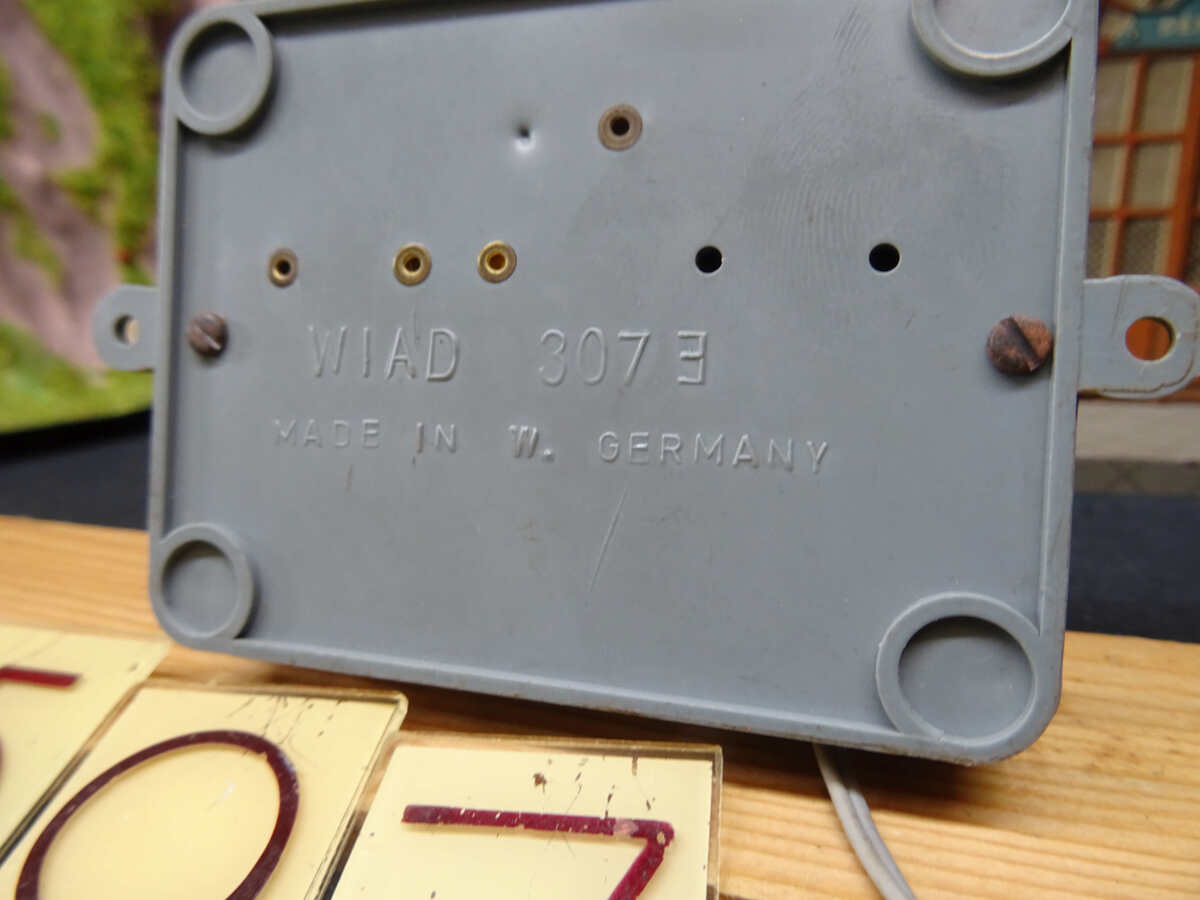 WIAD 307 E
MADE IN W. GERMANY
0
7